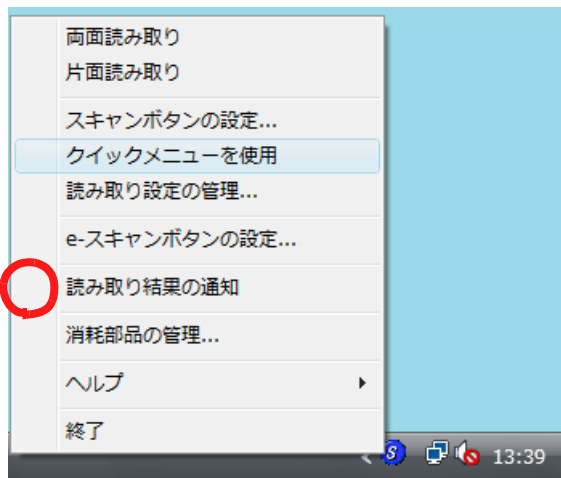 両面読み取り
片面読み取り
スキャンボタンの設定...
クイックメニューを使用
読み取り設定の管理...
e-スキャンボタンの設定...
読み取り結果の通知
消耗部品の管理...
ヘルプ
終了
S
13:39